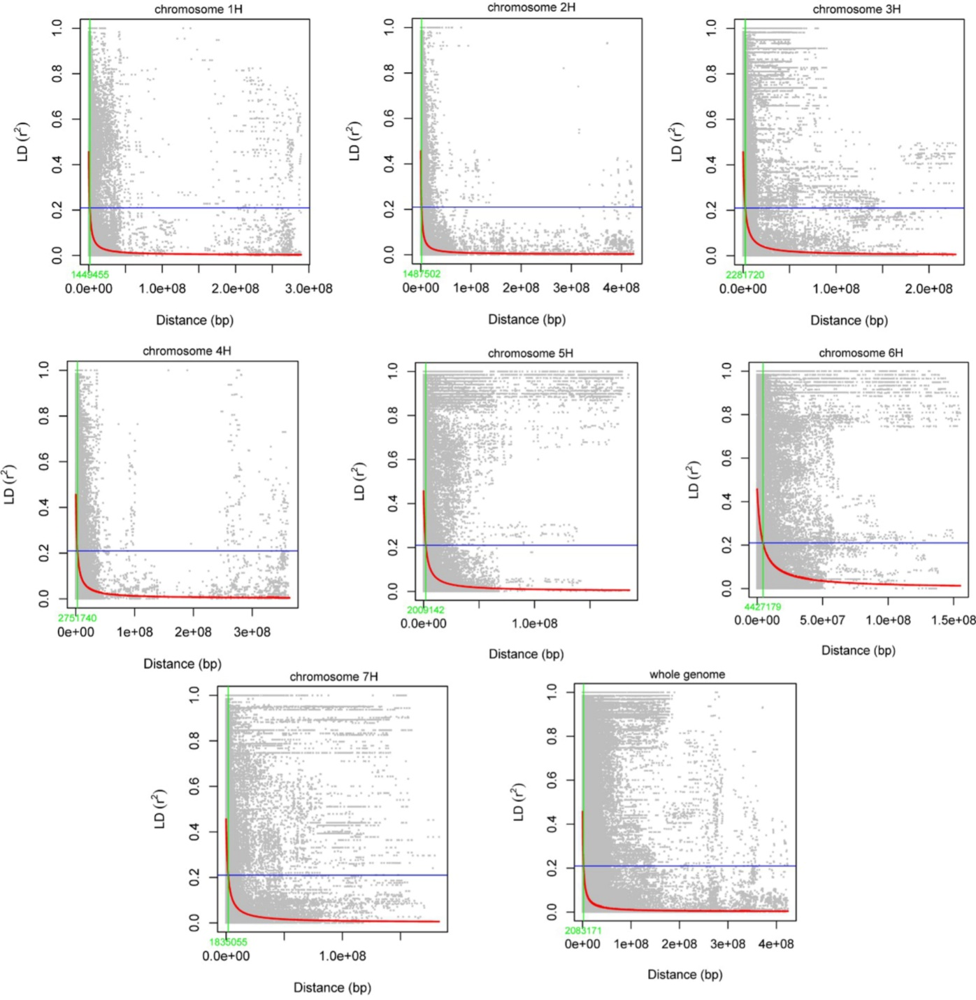 chromosome 1H
LD (r²)
1.0
0.8
0.6
0.4
0.2
0.0
1449455
0.0e+00 1.0e+08 2.0e+08 3.0e+08
Distance (bp)
chromosome 2H
LD (r²)
1.0
0.8
0.6
0.4
0.2
0.0
1487502
0e+00 1e+08 2e+08 3e+08 4e+08
Distance (bp)
chromosome 3H
LD (r²)
1.0
0.8
0.6
0.4
0.2
0.0
2281720
0.0e+00 1.0e+08 2.0e+08
Distance (bp)
chromosome 4H
LD (r²)
1.0
0.8
0.6
0.4
0.2
0.0
2751740
0e+00 1e+08 2e+08 3e+08
Distance (bp)
chromosome 5H
LD (r²)
1.0
0.8
0.6
0.4
0.2
0.0
2009142
0.0e+00 1.0e+08
Distance (bp)
chromosome 6H
LD (r²)
1.0
0.8
0.6
0.4
0.2
0.0
4427179
0.0e+00 5.0e+07 1.0e+08 1.5e+08
Distance (bp)
chromosome 7H
LD (r²)
1.0
0.8
0.6
0.4
0.2
0.0
1835055
0.0e+00 1.0e+08
Distance (bp)
whole genome
LD (r²)
1.0
0.8
0.6
0.4
0.2
0.0
2083171
0e+00 1e+08 2e+08 3e+08 4e+08
Distance (bp)